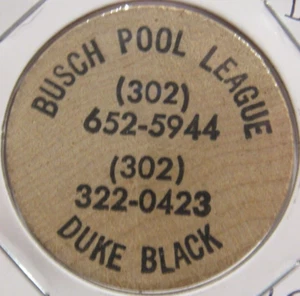 BUSCH POOL LEAGUE
(302)
652-5944
(302)
322-0423
DUKE BLACK